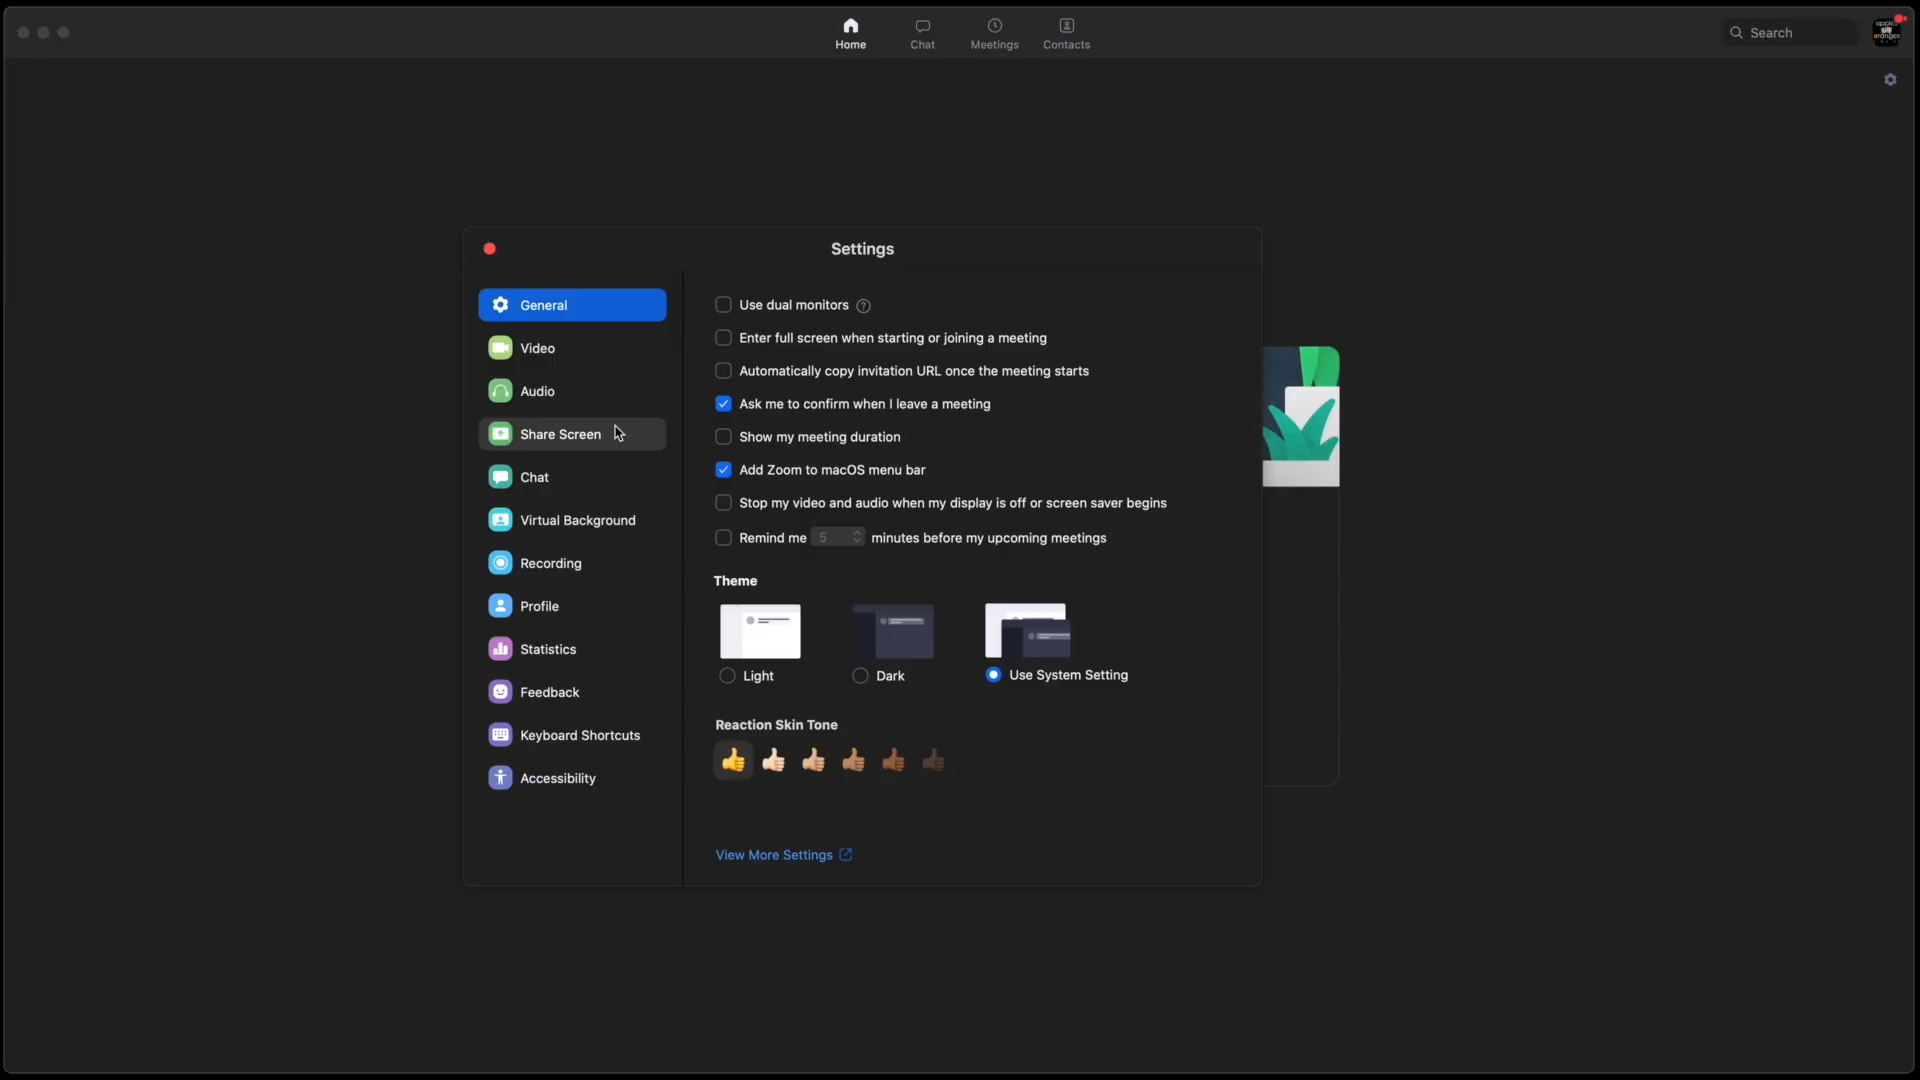 Home
Chat
Meetings
Contacts
Search
Settings
General
Video
Audio
Share Screen
Chat
Virtual Background
Recording
Profile
Statistics
Feedback
Keyboard Shortcuts
Accessibility
Use dual monitors ?
Enter full screen when starting or joining a meeting
Automatically copy invitation URL once the meeting starts
Ask me to confirm when I leave a meeting
Show my meeting duration
Add Zoom to macOS menu bar
Stop my video and audio when my display is off or screen saver begins
Remind me 5 minutes before my upcoming meetings
Theme
Light
Dark
Use System Setting
Reaction Skin Tone
View More Settings